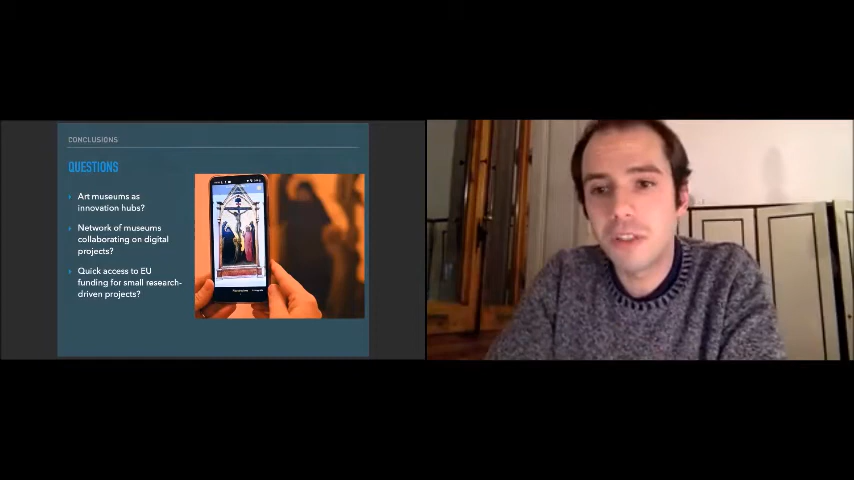 CONCLUSIONS
QUESTIONS
Art museums as
innovation hubs?
Network of museums
collaborating on digital
projects?
Quick access to EU
funding for small research-
driven projects?